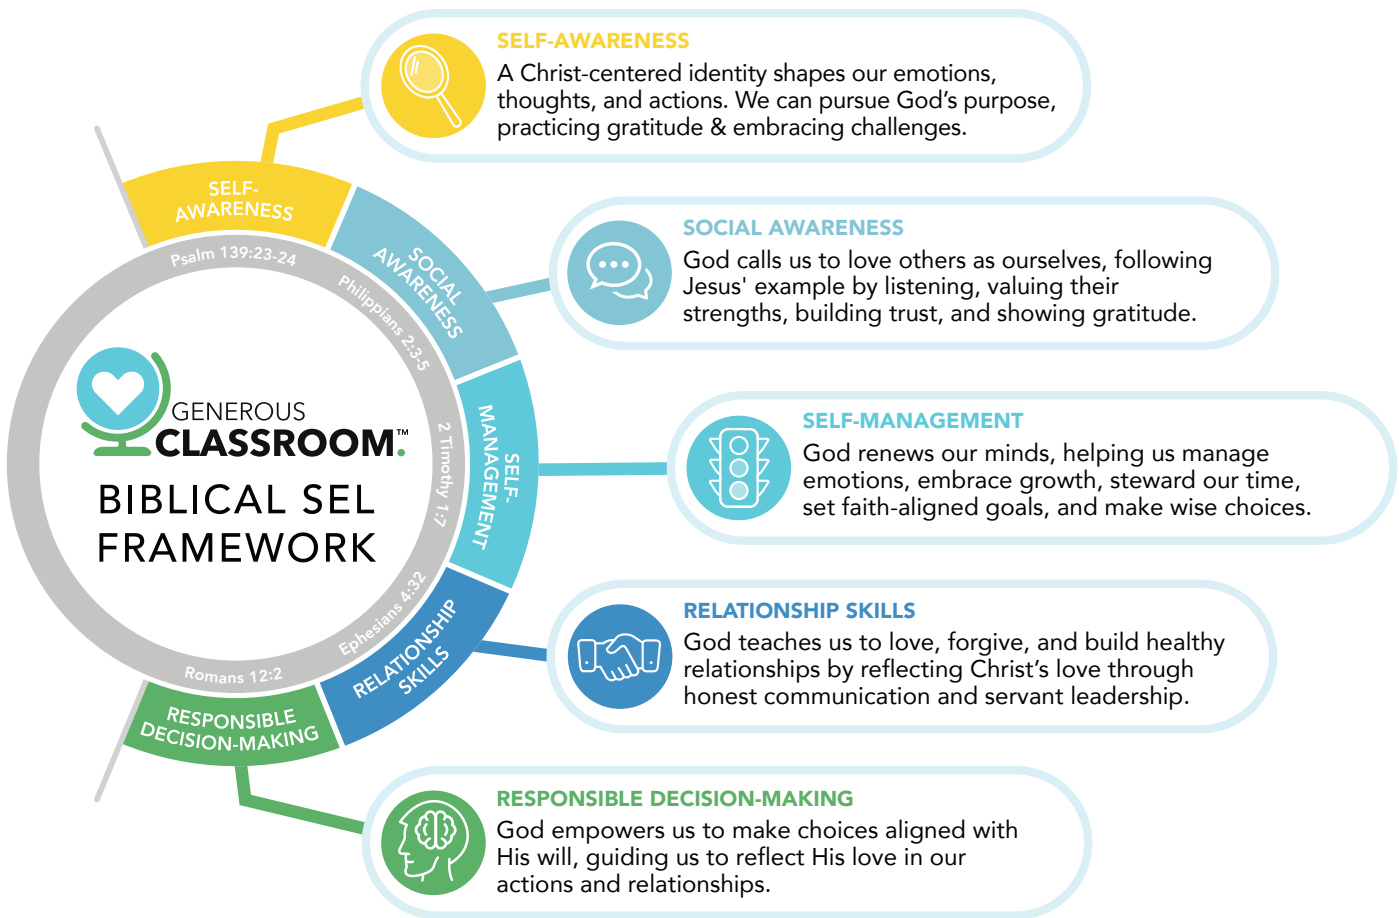 SELF-AWARENESS
A Christ-centered identity shapes our emotions,
thoughts, and actions. We can pursue God’s purpose,
practicing gratitude & embracing challenges.
SELF-
AWARENESS
Psalm 139:23-24
SOCIAL
AWARENESS
Philippians 2:3-5
SOCIAL AWARENESS
God calls us to love others as ourselves, following
Jesus' example by listening, valuing their
strengths, building trust, and showing gratitude.
GENEROUS
CLASSROOM™.
BIBLICAL SEL
FRAMEWORK
SELF-
MANAGEMENT
2 Timothy 1:7
SELF-MANAGEMENT
God renews our minds, helping us manage
emotions, embrace growth, steward our time,
set faith-aligned goals, and make wise choices.
RELATIONSHIP
SKILLS
Ephesians 4:32
RELATIONSHIP SKILLS
God teaches us to love, forgive, and build healthy
relationships by reflecting Christ’s love through
honest communication and servant leadership.
Romans 12:2
RESPONSIBLE
DECISION-MAKING
RESPONSIBLE DECISION-MAKING
God empowers us to make choices aligned with
His will, guiding us to reflect His love in our
actions and relationships.